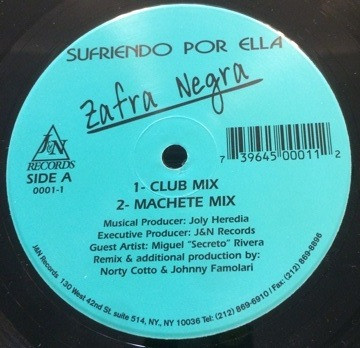 SUFRIENDO POR ELLA
Zafra Negra
J&N
RECORDS
SIDE A
0001-1
7 39645 00011 2
1- CLUB MIX
2- MACHETE MIX
Musical Producer: Joly Heredia
Executive Producer: J&N Records
Guest Artist: Miguel "Secreto" Rivera
Remix & additional production by:
Norty Cotto & Johnny Famolari
J&N Records. 130 West 42nd St. suite 514, NY., NY 10036 Tel: (212) 869-6910 / Fax: (212) 869-8898